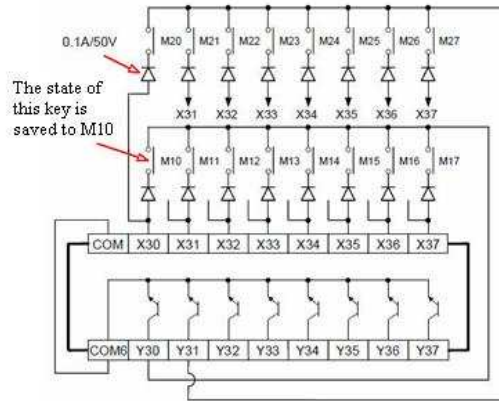 0.1A/50V
M20 M21 M22 M23 M24 M25 M26 M27
The state of
this key is
saved to M10
X31 X32 X33 X34 X35 X36 X37
M10 M11 M12 M13 M14 M15 M16 M17
COM X30 X31 X32 X33 X34 X35 X36 X37
COM6 Y30 Y31 Y32 Y33 Y34 Y35 Y36 Y37